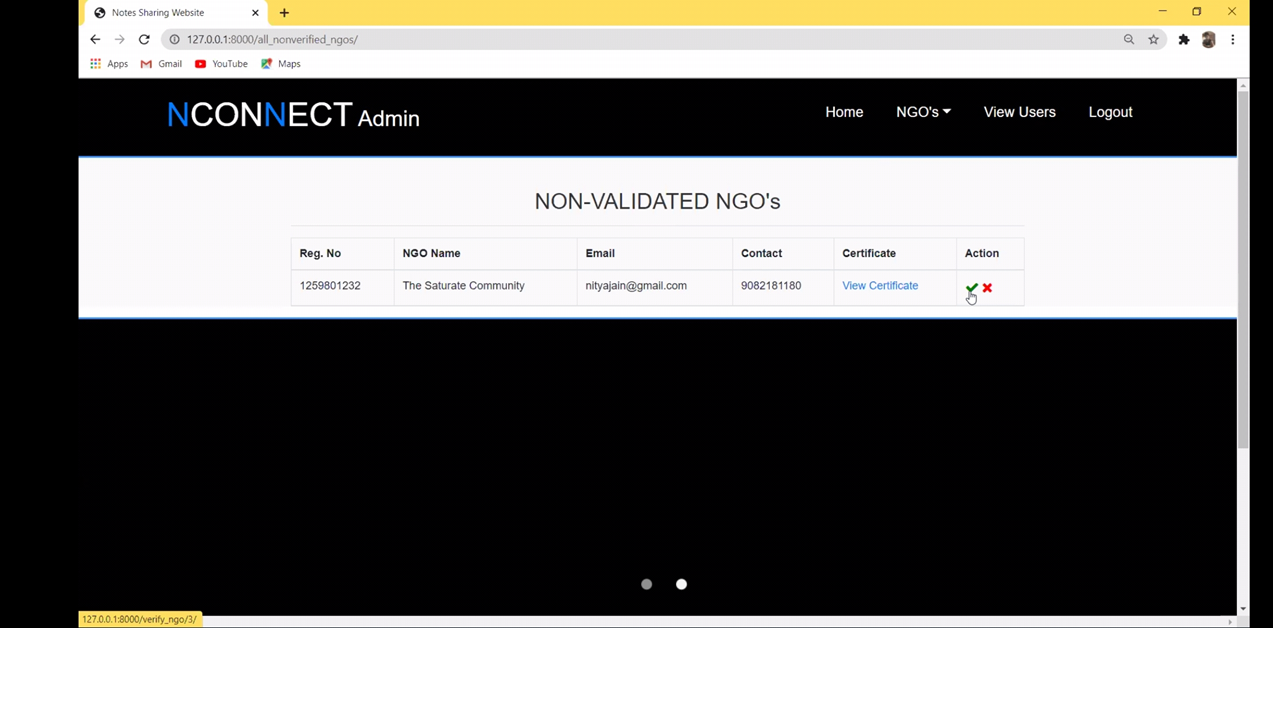 Notes Sharing Website
127.0.0.1:8000/all_nonverified_ngos/
Apps Gmail YouTube Maps
NCONNECT Admin Home NGO's View Users Logout
NON-VALIDATED NGO's
Reg. No NGO Name Email Contact Certificate Action
1259801232 The Saturate Community nityajain@gmail.com 9082181180 View Certificate
127.0.0.1:8000/verify_ngo/3/